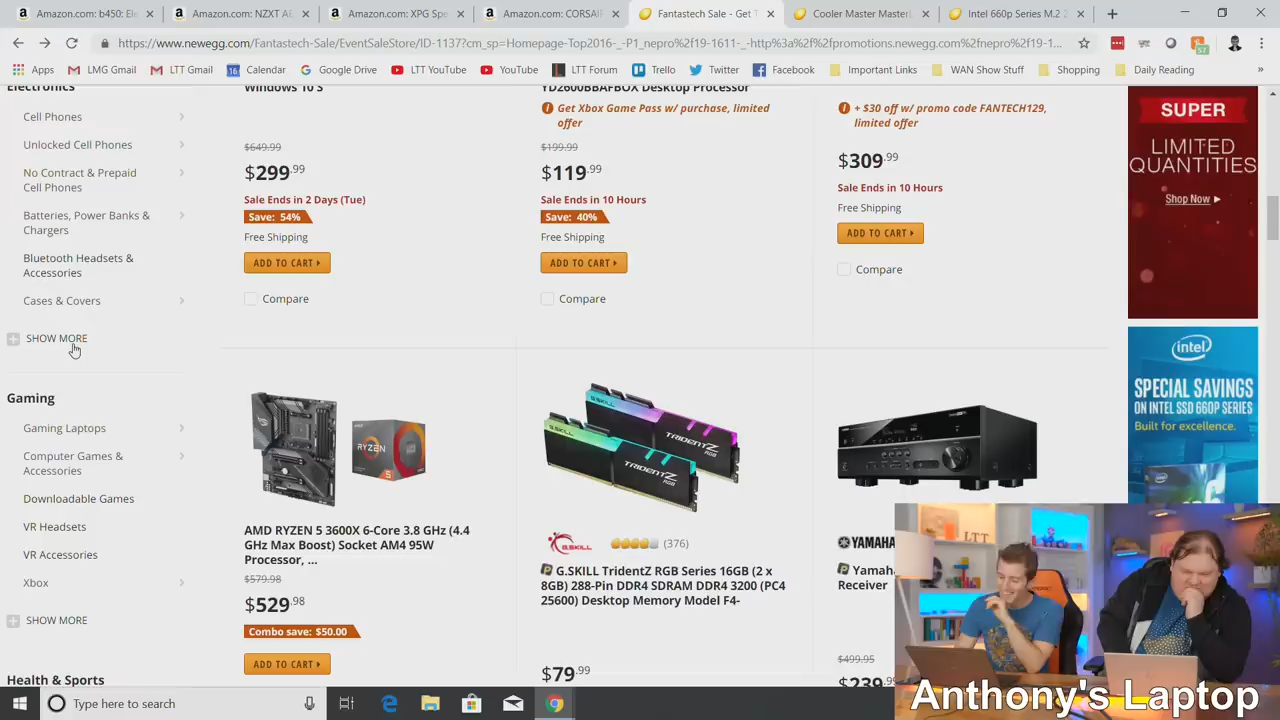 Amazon.com: b450: Ele
Amazon.com: NZXT AE
Amazon.com: XPG Spe
Amazon.com: CORSAIR
Fantastech Sale - Get T
Cooler Master MasterL
Intel 660p Series M.2 2
https://www.newegg.com/Fantastech-Sale/EventSaleStore/ID-1137?cm_sp=Homepage-Top2016-_-P1_nepro%2f19-1611-_-http%3a%2f%2fpromotions.newegg.com%2fnepro%2f19-1...
Apps
LMG Gmail
LTT Gmail
Calendar
Google Drive
LTT YouTube
YouTube
LTT Forum
Trello
Twitter
Facebook
Important Links
WAN Show Stuff
Shopping
Daily Reading
Electronics
Cell Phones
Unlocked Cell Phones
No Contract & Prepaid
Cell Phones
Batteries, Power Banks &
Chargers
Bluetooth Headsets &
Accessories
Cases & Covers
SHOW MORE
Gaming
Gaming Laptops
Computer Games &
Accessories
Downloadable Games
VR Headsets
VR Accessories
Xbox
SHOW MORE
Health & Sports
Windows 10 S
$649.99
$299.99
Sale Ends in 2 Days (Tue)
Save: 54%
Free Shipping
ADD TO CART
Compare
YD2600BBAFBOX Desktop Processor
Get Xbox Game Pass w/ purchase, limited
offer
$199.99
$119.99
Sale Ends in 10 Hours
Save: 40%
Free Shipping
ADD TO CART
Compare
+ $30 off w/ promo code FANTECH129,
limited offer
$309.99
Sale Ends in 10 Hours
Free Shipping
ADD TO CART
Compare
RYZEN
5
AMD RYZEN 5 3600X 6-Core 3.8 GHz (4.4
GHz Max Boost) Socket AM4 95W
Processor, ...
$579.98
$529.98
Combo save: $50.00
ADD TO CART
G.SKILL
TRIDENTZ
TRIDENTZ
G.SKILL
(376)
G.SKILL TridentZ RGB Series 16GB (2 x
8GB) 288-Pin DDR4 SDRAM DDR4 3200 (PC4
25600) Desktop Memory Model F4-
$79.99
YAMAHA
Yamaha
Receiver
$499.95
$239.99
SUPER
LIMITED
QUANTITIES
Shop Now
intel
SPECIAL SAVINGS
ON INTEL SSD 660P SERIES
Built for excellence.
Type here to search
Anthony's Laptop